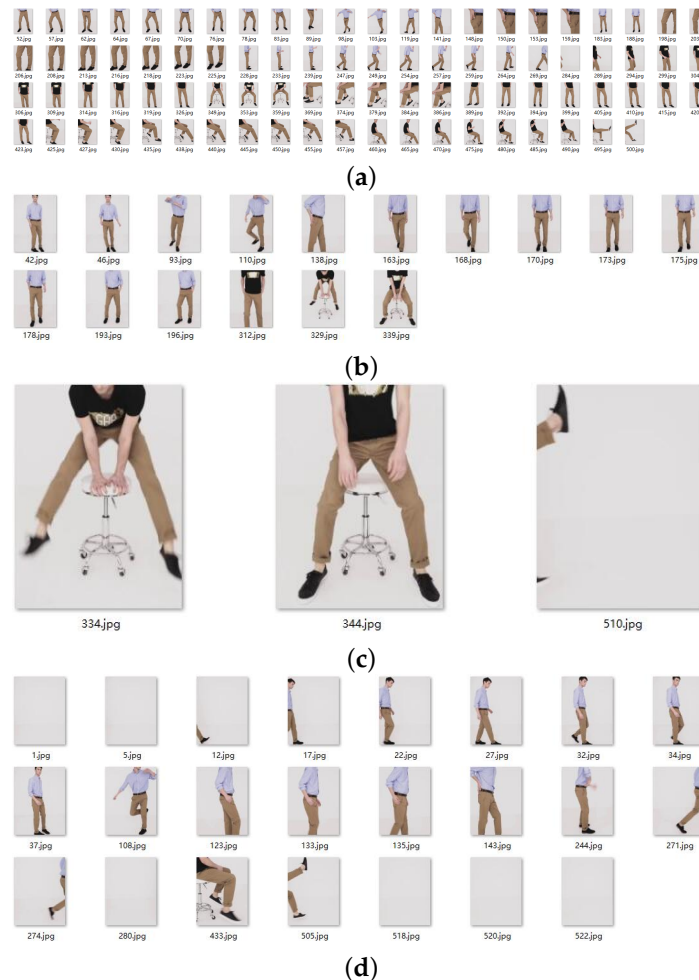 52.jpg 57.jpg 62.jpg 64.jpg 67.jpg 70.jpg 76.jpg 78.jpg 83.jpg 89.jpg 98.jpg 103.jpg 119.jpg 141.jpg 148.jpg 150.jpg 153.jpg 159.jpg 183.jpg 188.jpg 198.jpg 203
206.jpg 208.jpg 213.jpg 216.jpg 218.jpg 223.jpg 225.jpg 228.jpg 233.jpg 239.jpg 247.jpg 249.jpg 254.jpg 257.jpg 259.jpg 264.jpg 269.jpg 284.jpg 289.jpg 294.jpg 299.jpg 304
306.jpg 309.jpg 314.jpg 316.jpg 319.jpg 326.jpg 349.jpg 353.jpg 359.jpg 369.jpg 374.jpg 379.jpg 384.jpg 386.jpg 389.jpg 392.jpg 394.jpg 399.jpg 405.jpg 410.jpg 415.jpg 420
423.jpg 425.jpg 427.jpg 430.jpg 435.jpg 438.jpg 440.jpg 445.jpg 450.jpg 455.jpg 457.jpg 460.jpg 465.jpg 470.jpg 475.jpg 480.jpg 485.jpg 490.jpg 495.jpg 500.jpg
(a)
42.jpg 46.jpg 93.jpg 110.jpg 138.jpg 163.jpg 168.jpg 170.jpg 173.jpg 175.jpg
178.jpg 193.jpg 196.jpg 312.jpg 329.jpg 339.jpg
(b)
334.jpg 344.jpg 510.jpg
(c)
1.jpg 5.jpg 12.jpg 17.jpg 22.jpg 27.jpg 32.jpg 34.jpg
37.jpg 108.jpg 123.jpg 133.jpg 135.jpg 143.jpg 244.jpg 271.jpg
274.jpg 280.jpg 433.jpg 505.jpg 518.jpg 520.jpg 522.jpg
(d)